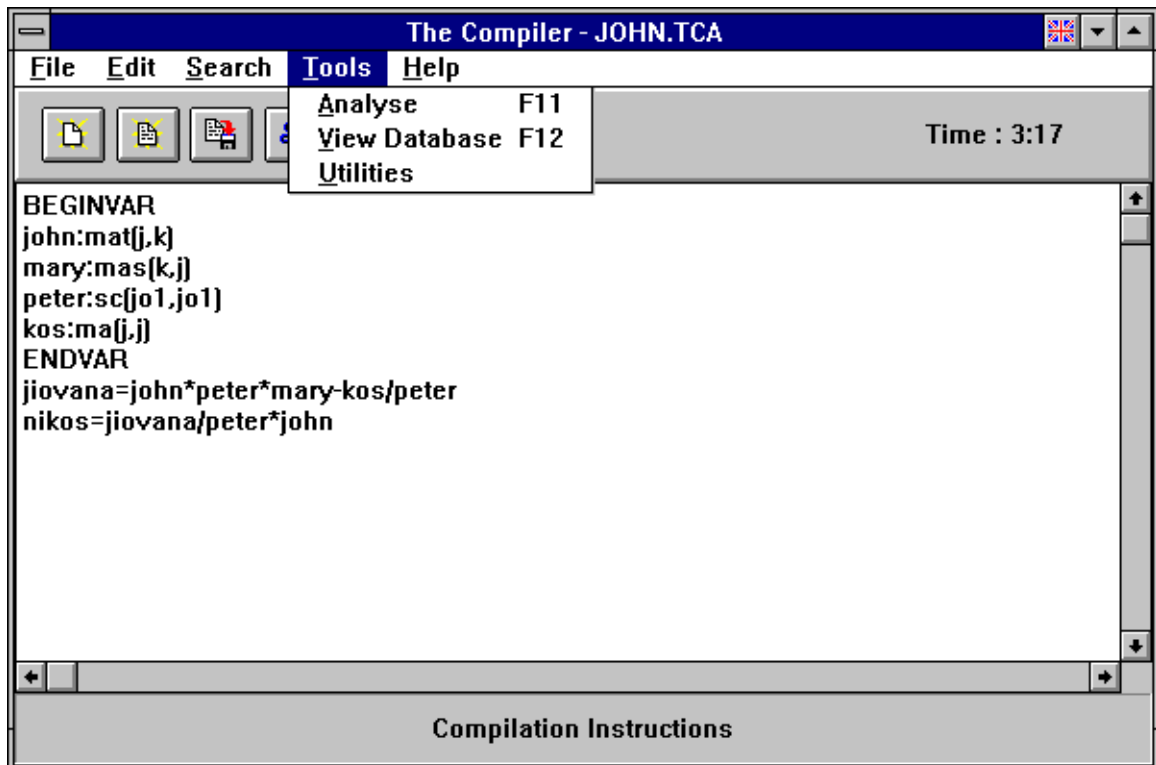 The Compiler - JOHN.TCA
File Edit Search Tools Help
Analyse F11
View Database F12
Utilities
Time : 3:17
BEGINVAR
john:mat(j,k)
mary:mas(k,j)
peter:sc(jo1,jo1)
kos:ma(j,j)
ENDVAR
jiovana=john*peter*mary-kos/peter
nikos=jiovana/peter*john
Compilation Instructions